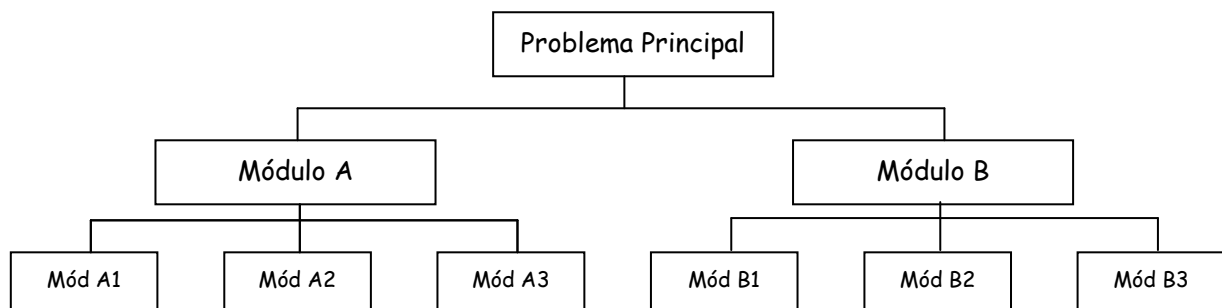 Problema Principal
Módulo A
Módulo B
Mód A1
Mód A2
Mód A3
Mód B1
Mód B2
Mód B3